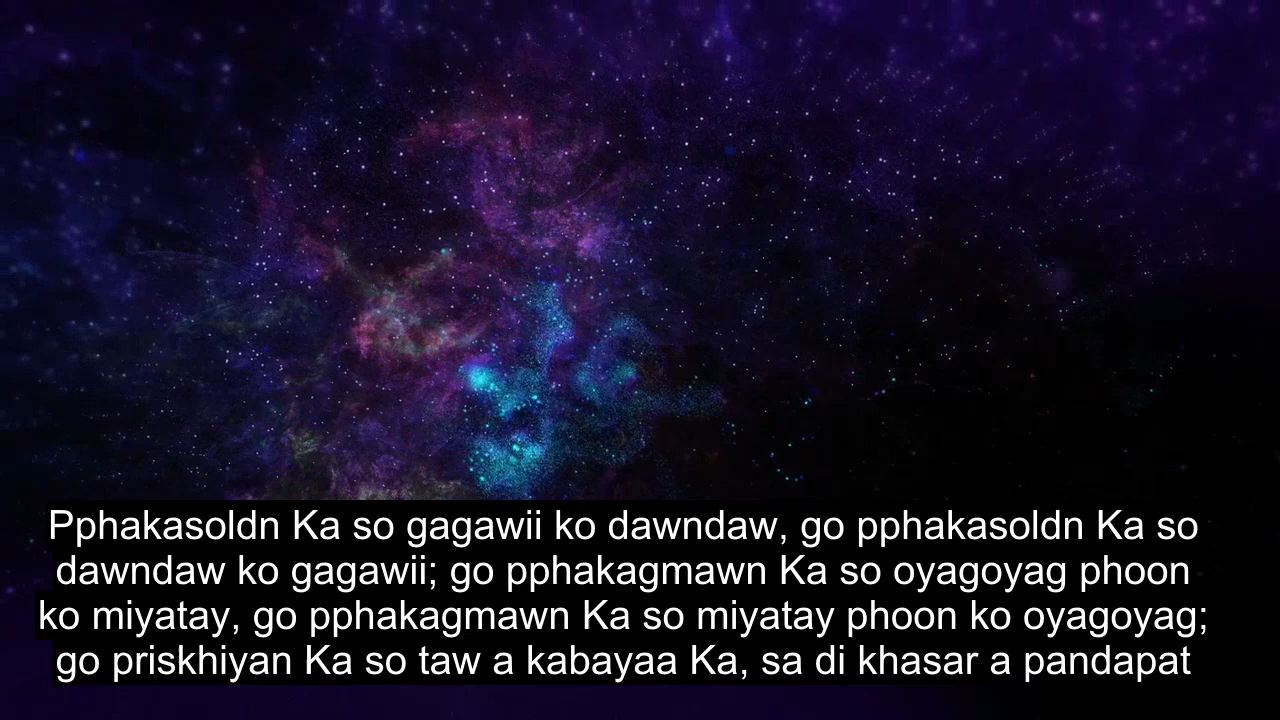 Pphakasoldn Ka so gagawii ko dawndaw, go pphakasoldn Ka so
dawndaw ko gagawii; go pphakagmawn Ka so oyagoyag phoon
ko miyatay, go pphakagmawn Ka so miyatay phoon ko oyagoyag;
go priskhiyan Ka so taw a kabayaa Ka, sa di khasar a pandapat